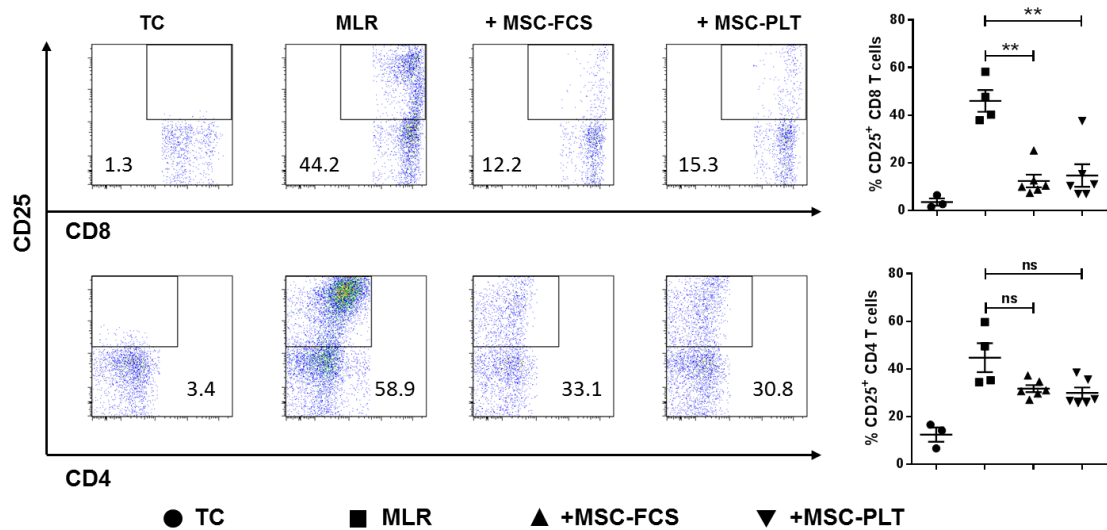 TC MLR + MSC-FCS + MSC-PLT
CD25
1.3 44.2 12.2 15.3
CD8
3.4 58.9 33.1 30.8
CD4
% CD25+ CD8 T cells
80
60
40
20
0
**
**
% CD25+ CD4 T cells
80
60
40
20
0
ns
ns
TC MLR +MSC-FCS +MSC-PLT